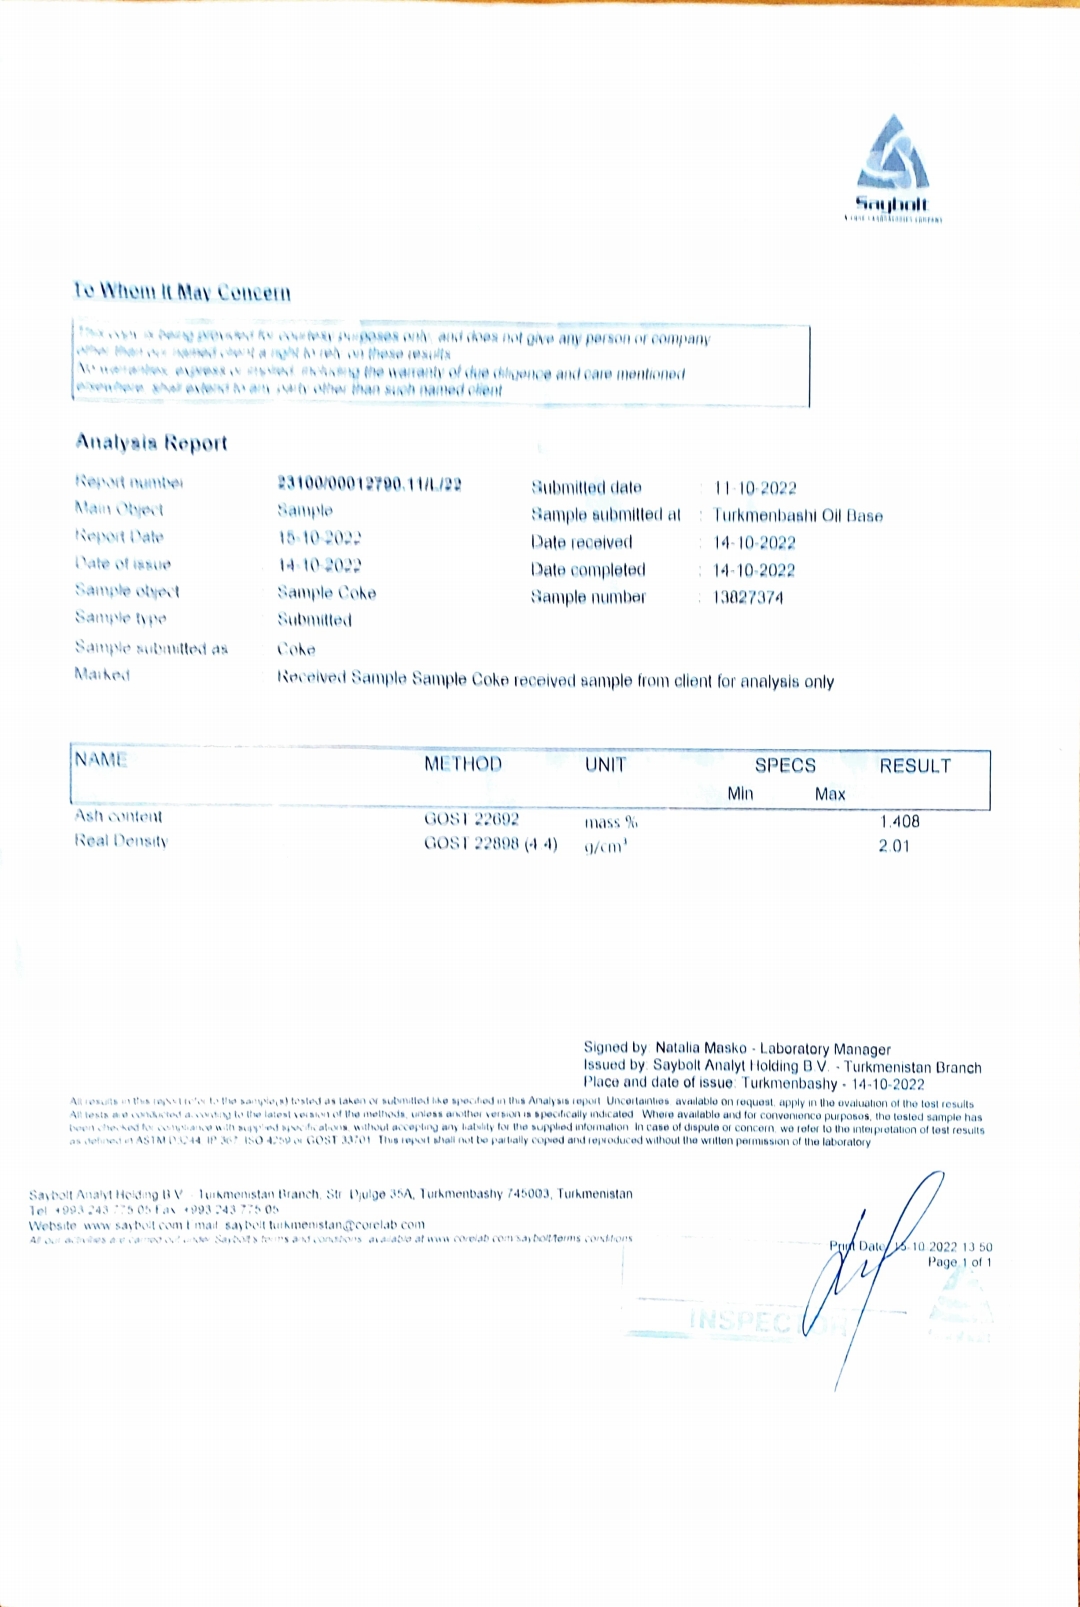 Saybolt
A CORE LABORATORIES COMPANY
To Whom It May Concern
This copy is being provided for courtesy purposes only, and does not give any person or company
other than our named client a right to rely on these results
No warranties, express or implied, including the warranty of due diligence and care mentioned
elsewhere, shall extend to any party other than such named client
Analysis Report
Report number 23100/00012790.11/L/22 Submitted date : 11-10-2022
Main Object Sample Sample submitted at : Turkmenbashi Oil Base
Report Date 15-10-2022 Date received : 14-10-2022
Date of issue 14-10-2022 Date completed : 14-10-2022
Sample object Sample Coke Sample number : 13827374
Sample type Submitted
Sample submitted as Coke
Marked Received Sample Sample Coke received sample from client for analysis only
NAME METHOD UNIT SPECS RESULT
Min Max
Ash content GOST 22692 mass % 1.408
Real Density GOST 22898 (4.4) g/cm³ 2.01
Signed by: Natalia Masko - Laboratory Manager
Issued by: Saybolt Analyt Holding B.V. - Turkmenistan Branch
Place and date of issue: Turkmenbashy - 14-10-2022
All results in this report refer to the sample(s) tested as taken or submitted like specified in this Analysis report. Uncertainties, available on request, apply in the evaluation of the test results
All tests are conducted according to the latest version of the methods, unless another version is specifically indicated. Where available and for convenience purposes, the tested sample has
been checked for compliance with supplied specifications, without accepting any liability for the supplied information. In case of dispute or concern, we refer to the interpretation of test results
as defined in ASTM D3244, IP 367, ISO 4259 or GOST 33701. This report shall not be partially copied and reproduced without the written permission of the laboratory
Saybolt Analyt Holding B.V. - Turkmenistan Branch, Str. Djulge 35A, Turkmenbashy 745003, Turkmenistan
Tel. +993 243 775 05 Fax. +993 243 775 05
Website: www.saybolt.com E mail: saybolt.turkmenistan@corelab.com
All our activities are carried out under Saybolt's terms and conditions, available at www.corelab.com/saybolt/terms-conditions
Print Date: 15-10-2022 13:50
Page 1 of 1
INSPECTOR